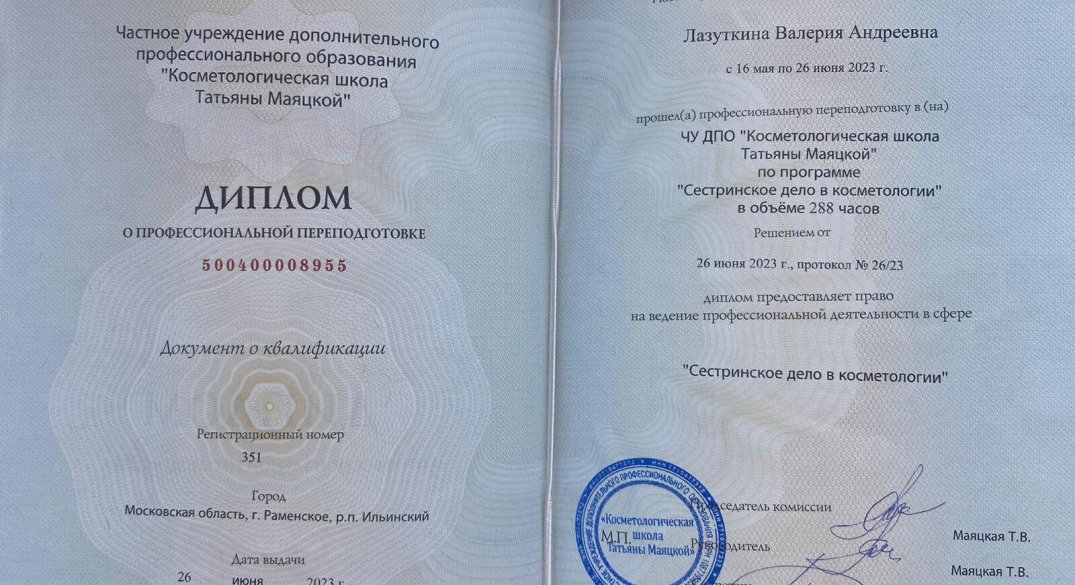 Частное учреждение дополнительного
профессионального образования
"Косметологическая школа
Татьяны Маяцкой"
ДИПЛОМ
О ПРОФЕССИОНАЛЬНОЙ ПЕРЕПОДГОТОВКЕ
500400008955
Документ о квалификации
Регистрационный номер
351
Город
Московская область, г. Раменское, р.п. Ильинский
Дата выдачи
26 июня 2023 г.
Лазуткина Валерия Андреевна
с 16 мая по 26 июня 2023 г.
прошел(а) профессиональную переподготовку в (на)
ЧУ ДПО "Косметологическая школа
Татьяны Маяцкой"
по программе
"Сестринское дело в косметологии"
в объёме 288 часов
Решением от
26 июня 2023 г., протокол № 26/23
диплом предоставляет право
на ведение профессиональной деятельности в сфере
"Сестринское дело в косметологии"
Председатель комиссии
Маяцкая Т.В.
М.П.
Руководитель
Маяцкая Т.В.
«Косметологическая
школа
Татьяны Маяцкой»